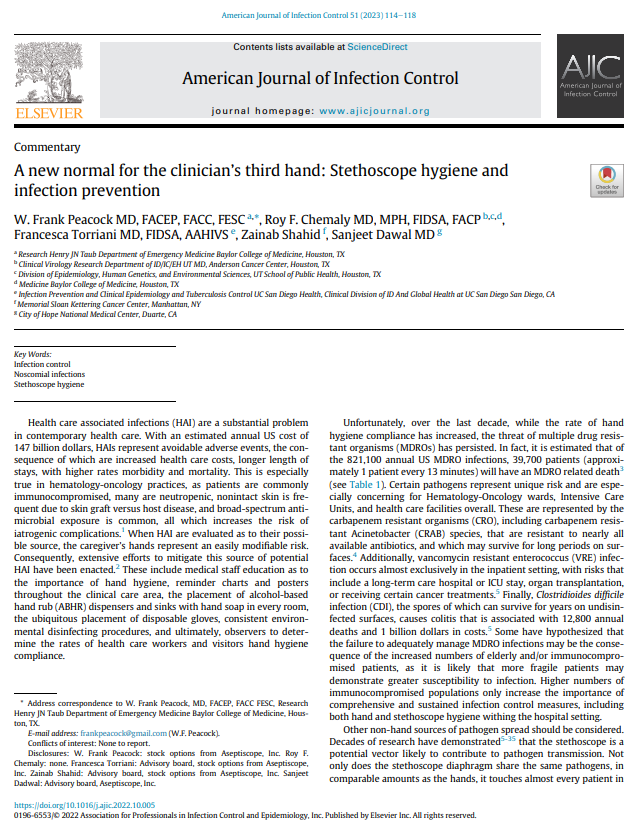 American Journal of Infection Control 51 (2023) 114–118
Contents lists available at ScienceDirect
American Journal of Infection Control
journal homepage: www.ajicjournal.org
ELSEVIER
AJIC
American Journal of
Infection Control
Commentary
A new normal for the clinician's third hand: Stethoscope hygiene and
infection prevention
Check for
updates
W. Frank Peacock MD, FACEP, FACC, FESC a,*, Roy F. Chemaly MD, MPH, FIDSA, FACP b,c,d,
Francesca Torriani MD, FIDSA, AAHIVS e, Zainab Shahid f, Sanjeet Dawal MD g
a Research Henry JN Taub Department of Emergency Medicine Baylor College of Medicine, Houston, TX
b Clinical Virology Research Department of ID/IC/EH UT MD, Anderson Cancer Center, Houston, TX
c Division of Epidemiology, Human Genetics, and Environmental Sciences, UT School of Public Health, Houston, TX
d Medicine Baylor College of Medicine, Houston, TX
e Infection Prevention and Clinical Epidemiology and Tuberculosis Control UC San Diego Health, Clinical Division of ID And Global Health at UC San Diego San Diego, CA
f Memorial Sloan Kettering Cancer Center, Manhattan, NY
g City of Hope National Medical Center, Duarte, CA
Key Words:
Infection control
Noscomial infections
Stethoscope hygiene
Health care associated infections (HAI) are a substantial problem
in contemporary health care. With an estimated annual US cost of
147 billion dollars, HAIs represent avoidable adverse events, the con-
sequence of which are increased health care costs, longer length of
stays, with higher rates morbidity and mortality. This is especially
true in hematology-oncology practices, as patients are commonly
immunocompromised, many are neutropenic, nonintact skin is fre-
quent due to skin graft versus host disease, and broad-spectrum anti-
microbial exposure is common, all which increases the risk of
iatrogenic complications.1 When HAI are evaluated as to their possi-
ble source, the caregiver's hands represent an easily modifiable risk.
Consequently, extensive efforts to mitigate this source of potential
HAI have been enacted.2 These include medical staff education as to
the importance of hand hygiene, reminder charts and posters
throughout the clinical care area, the placement of alcohol-based
hand rub (ABHR) dispensers and sinks with hand soap in every room,
the ubiquitous placement of disposable gloves, consistent environ-
mental disinfecting procedures, and ultimately, observers to deter-
mine the rates of health care workers and visitors hand hygiene
compliance.
* Address correspondence to W. Frank Peacock, MD, FACEP, FACC FESC, Research
Henry JN Taub Department of Emergency Medicine Baylor College of Medicine, Hous-
ton, TX.
E-mail address: frankpeacock@gmail.com (W.F. Peacock).
Conflicts of interest: None to report.
Disclosures: W. Frank Peacock: stock options from Aseptiscope, Inc. Roy F.
Chemaly: none. Francesca Torriani: Advisory board, stock options from Aseptiscope,
Inc. Zainab Shahid: Advisory board, stock options from Aseptiscope, Inc. Sanjeet
Dadwal: Advisory board, Aseptiscope, Inc.
Unfortunately, over the last decade, while the rate of hand
hygiene compliance has increased, the threat of multiple drug resis-
tant organisms (MDROs) has persisted. In fact, it is estimated that of
the 821,100 annual US MDRO infections, 39,700 patients (approxi-
mately 1 patient every 13 minutes) will have an MDRO related death3
(see Table 1). Certain pathogens represent unique risk and are espe-
cially concerning for Hematology-Oncology wards, Intensive Care
Units, and health care facilities overall. These are represented by the
carbapenem resistant organisms (CRO), including carbapenem resis-
tant Acinetobacter (CRAB) species, that are resistant to nearly all
available antibiotics, and which may survive for long periods on sur-
faces.4 Additionally, vancomycin resistant enterococcus (VRE) infec-
tion occurs almost exclusively in the inpatient setting, with risks that
include a long-term care hospital or ICU stay, organ transplantation,
or receiving certain cancer treatments.5 Finally, Clostridioides difficile
infection (CDI), the spores of which can survive for years on undisin-
fected surfaces, causes colitis that is associated with 12,800 annual
deaths and 1 billion dollars in costs.5 Some have hypothesized that
the failure to adequately manage MDRO infections may be the conse-
quence of the increased numbers of elderly and/or immunocompro-
mised patients, as it is likely that more fragile patients may
demonstrate greater susceptibility to infection. Higher numbers of
immunocompromised populations only increase the importance of
comprehensive and sustained infection control measures, including
both hand and stethoscope hygiene withing the hospital setting.
Other non-hand sources of pathogen spread should be considered.
Decades of research have demonstrated5-35 that the stethoscope is a
potential vector likely to contribute to pathogen transmission. Not
only does the stethoscope diaphragm share the same pathogens, in
comparable amounts as the hands, it touches almost every patient in
https://doi.org/10.1016/j.ajic.2022.10.005
0196-6553/© 2022 Association for Professionals in Infection Control and Epidemiology, Inc. Published by Elsevier Inc. All rights reserved.